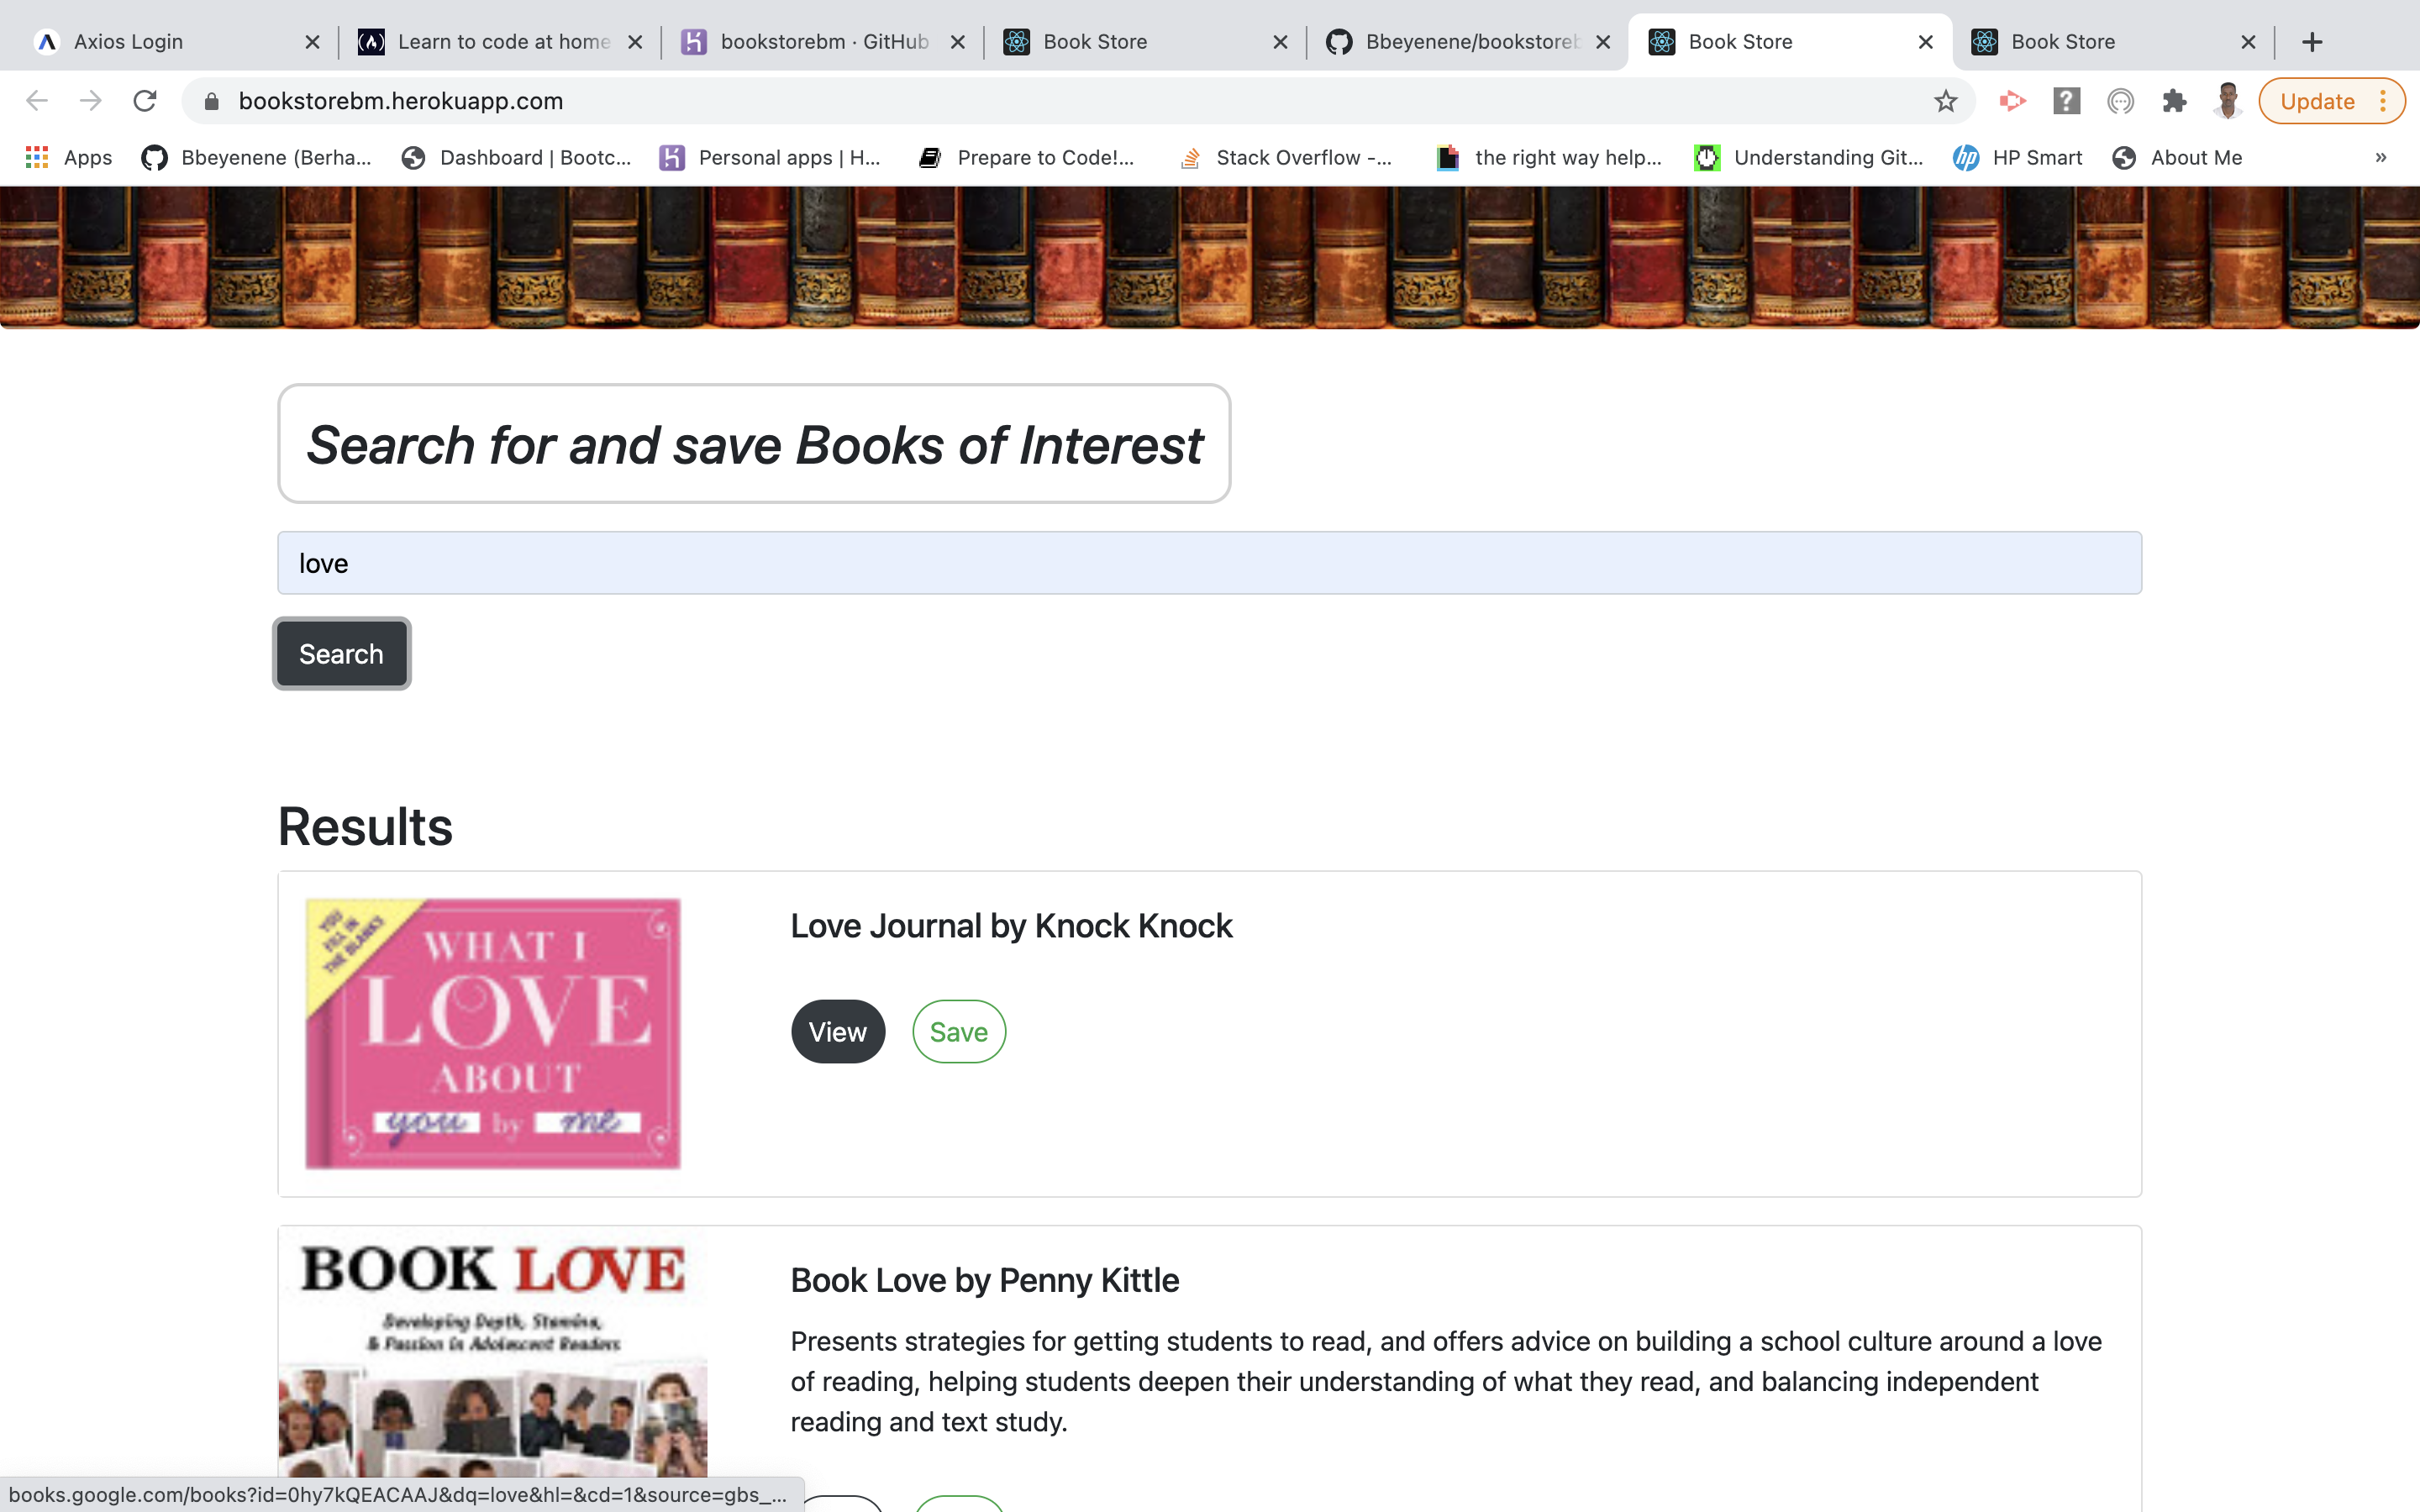 Axios Login
Learn to code at home
bookstorebm · GitHub
Book Store
Bbeyenene/bookstoreb
Book Store
Book Store
bookstorebm.herokuapp.com
Update
Apps
Bbeyenene (Berha...
Dashboard | Bootc...
Personal apps | H...
Prepare to Code!...
Stack Overflow -...
the right way help...
Understanding Git...
HP Smart
About Me
»
Search for and save Books of Interest
love
Search
Results
YOU
FILL IN
THE BLANKS
WHAT I
LOVE
ABOUT
you by me
Love Journal by Knock Knock
View
Save
BOOK LOVE
Developing Depth, Stamina,
& Passion in Adolescent Readers
Book Love by Penny Kittle
Presents strategies for getting students to read, and offers advice on building a school culture around a love
of reading, helping students deepen their understanding of what they read, and balancing independent
reading and text study.
books.google.com/books?id=0hy7kQEACAAJ&dq=love&hl=&cd=1&source=gbs_...